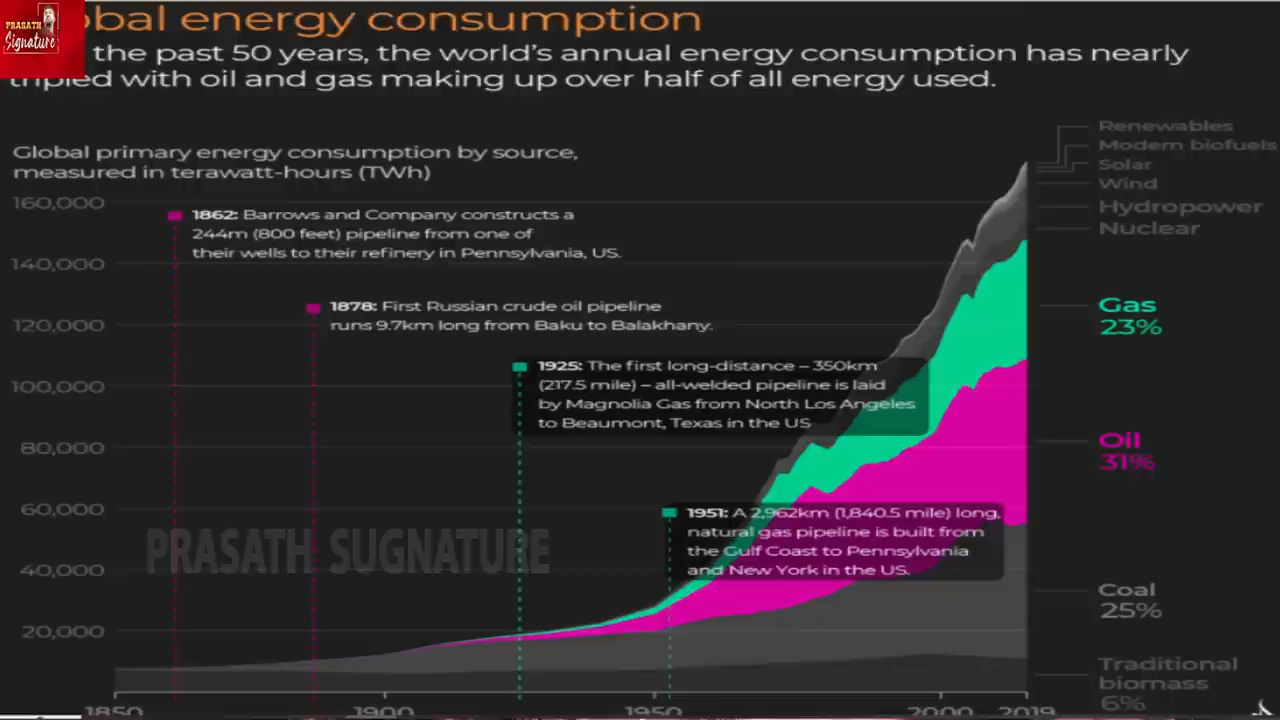 PRASATH
Signature
bal energy consumption
the past 50 years, the world's annual energy consumption has nearly
tripled with oil and gas making up over half of all energy used.
Global primary energy consumption by source,
measured in terawatt-hours (TWh)
160,000
140,000
120,000
100,000
80,000
60,000
40,000
20,000
1862: Barrows and Company constructs a
244m (800 feet) pipeline from one of
their wells to their refinery in Pennsylvania, US.
1878: First Russian crude oil pipeline
runs 9.7km long from Baku to Balakhany.
1925: The first long-distance – 350km
(217.5 mile) – all-welded pipeline is laid
by Magnolia Gas from North Los Angeles
to Beaumont, Texas in the US
1951: A 2,962km (1,840.5 mile) long,
natural gas pipeline is built from
the Gulf Coast to Pennsylvania
and New York in the US.
PRASATH SUGNATURE
Renewables
Modern biofuels
Solar
Wind
Hydropower
Nuclear
Gas
23%
Oil
31%
Coal
25%
Traditional
biomass
6%
1850
1900
1950
2000
2019